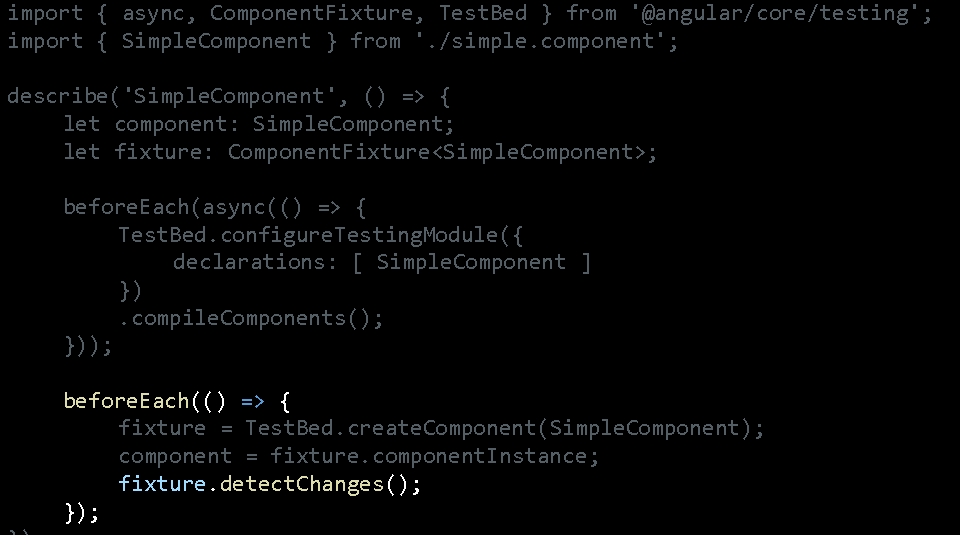 import { async, ComponentFixture, TestBed } from '@angular/core/testing';
import { SimpleComponent } from './simple.component';
describe('SimpleComponent', () => {
let component: SimpleComponent;
let fixture: ComponentFixture<SimpleComponent>;
beforeEach(async(() => {
TestBed.configureTestingModule({
declarations: [ SimpleComponent ]
})
.compileComponents();
}));
beforeEach(() => {
fixture = TestBed.createComponent(SimpleComponent);
component = fixture.componentInstance;
fixture.detectChanges();
});